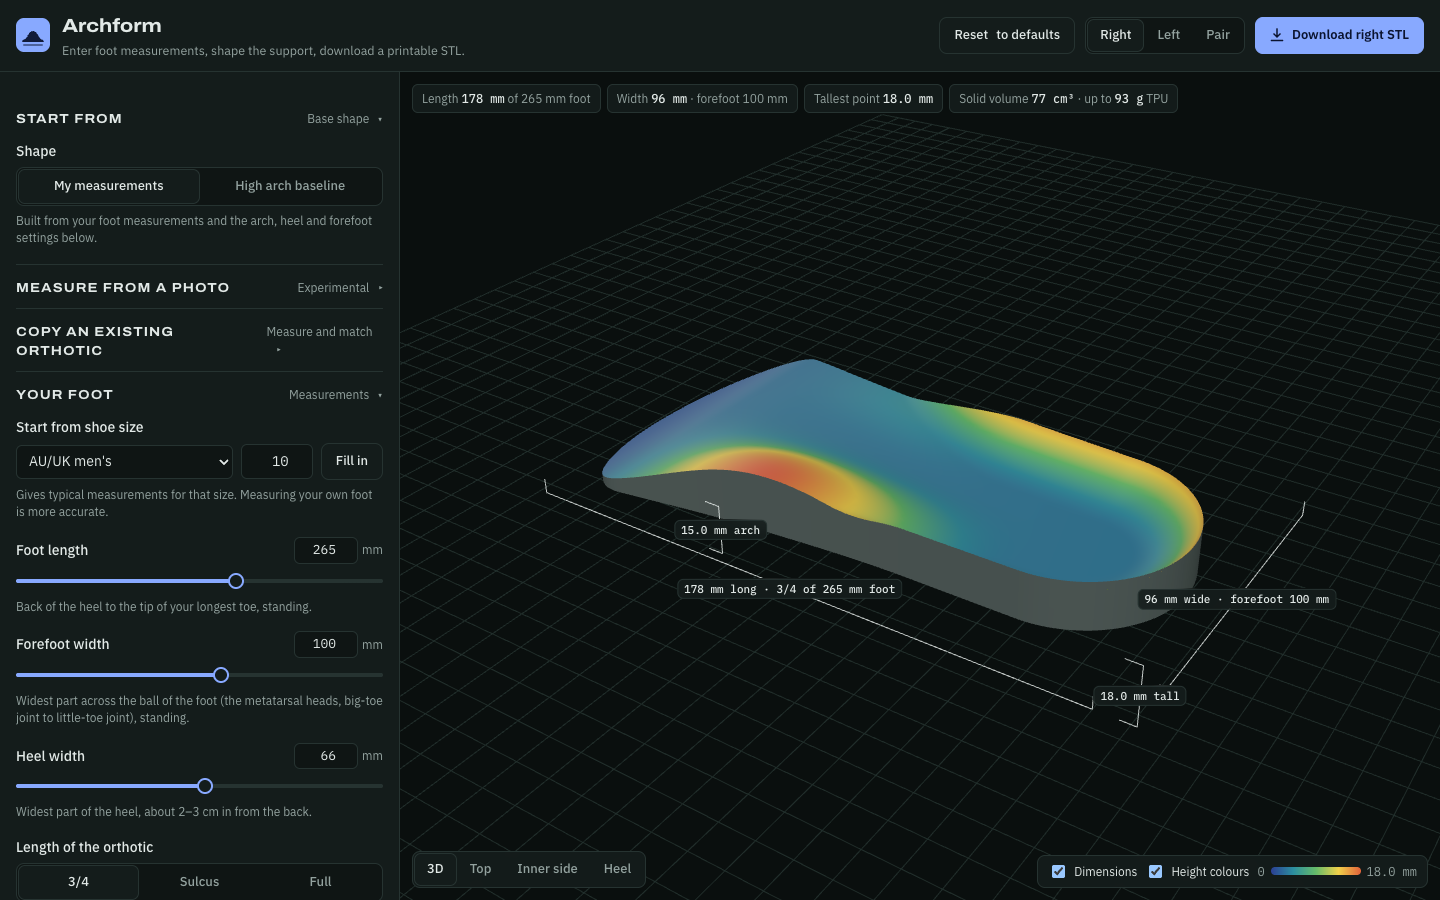 Archform
Enter foot measurements, shape the support, download a printable STL.
Reset to defaults
Right
Left
Pair
Download right STL
START FROM
Base shape
Shape
My measurements
High arch baseline
Built from your foot measurements and the arch, heel and forefoot
settings below.
MEASURE FROM A PHOTO
Experimental
COPY AN EXISTING
ORTHOTIC
Measure and match
YOUR FOOT
Measurements
Start from shoe size
AU/UK men's
10
Fill in
Gives typical measurements for that size. Measuring your own foot
is more accurate.
Foot length
265 mm
Back of the heel to the tip of your longest toe, standing.
Forefoot width
100 mm
Widest part across the ball of the foot (the metatarsal heads, big-toe
joint to little-toe joint), standing.
Heel width
66 mm
Widest part of the heel, about 2–3 cm in from the back.
Length of the orthotic
3/4
Sulcus
Full
Length 178 mm of 265 mm foot
Width 96 mm · forefoot 100 mm
Tallest point 18.0 mm
Solid volume 77 cm³ · up to 93 g TPU
15.0 mm arch
178 mm long · 3/4 of 265 mm foot
96 mm wide · forefoot 100 mm
18.0 mm tall
3D
Top
Inner side
Heel
Dimensions
Height colours
0
18.0 mm